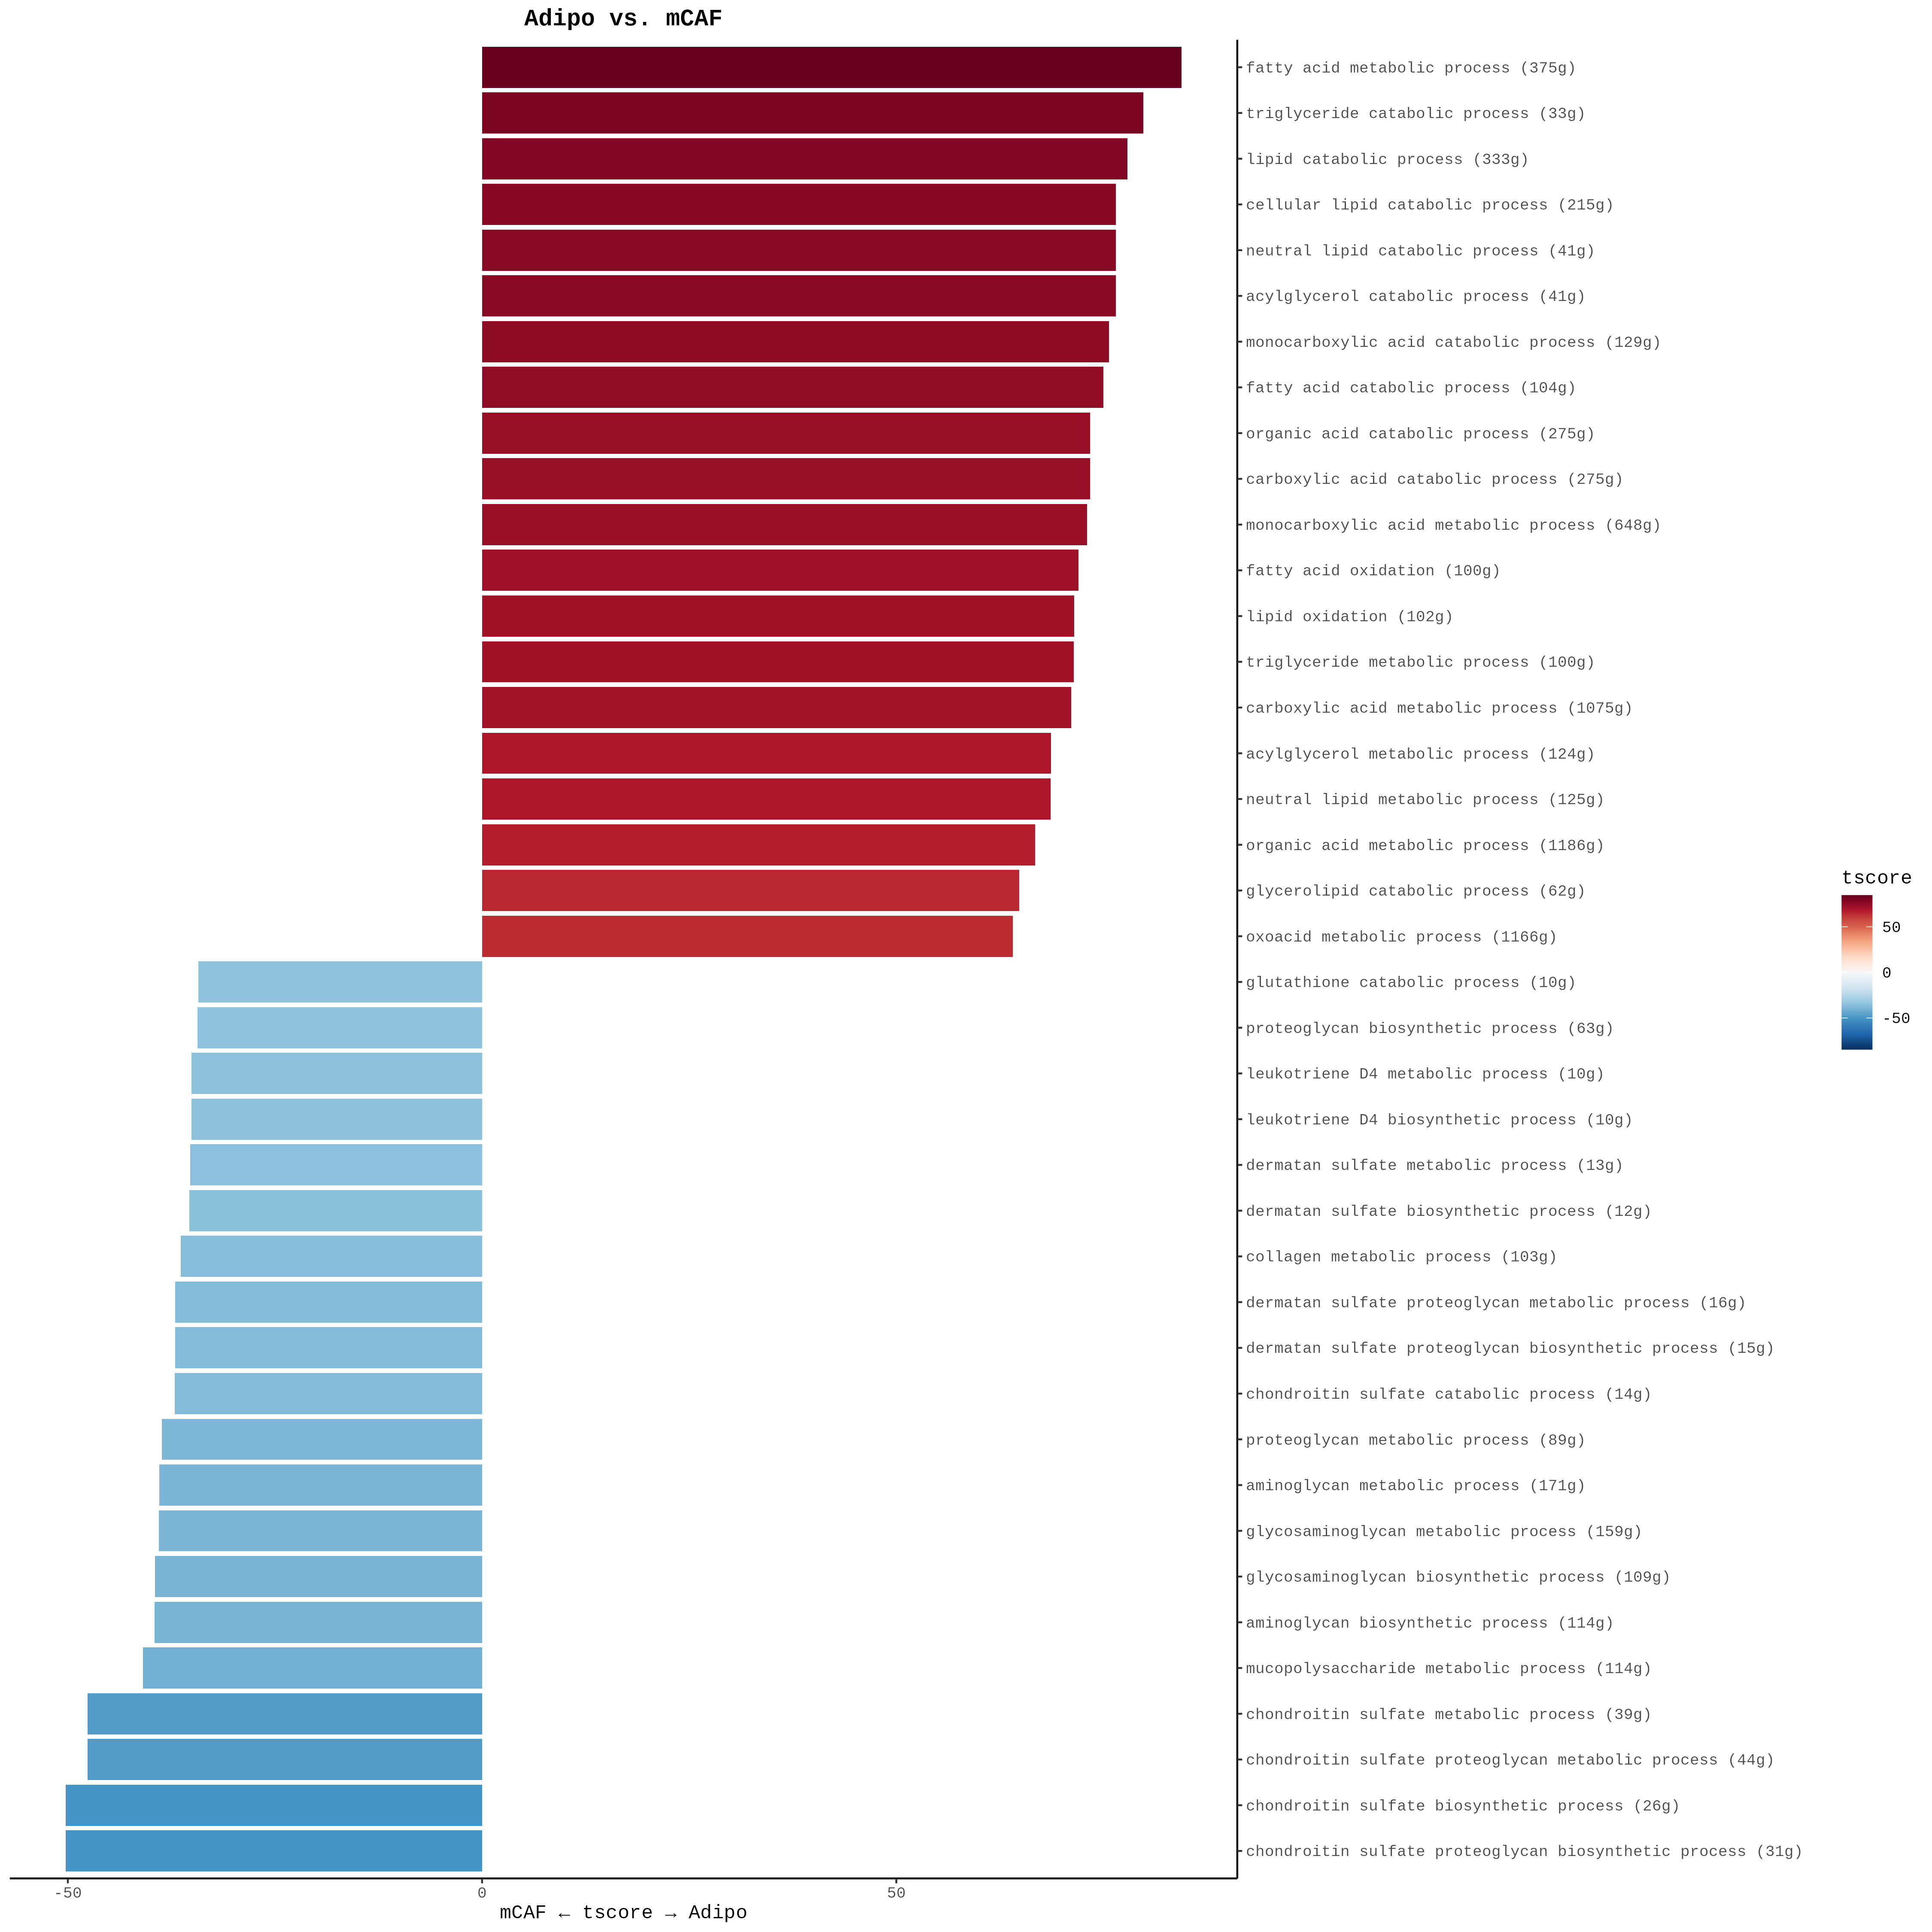 Adipo vs. mCAF
fatty acid metabolic process (375g)
triglyceride catabolic process (33g)
lipid catabolic process (333g)
cellular lipid catabolic process (215g)
neutral lipid catabolic process (41g)
acylglycerol catabolic process (41g)
monocarboxylic acid catabolic process (129g)
fatty acid catabolic process (104g)
organic acid catabolic process (275g)
carboxylic acid catabolic process (275g)
monocarboxylic acid metabolic process (648g)
fatty acid oxidation (100g)
lipid oxidation (102g)
triglyceride metabolic process (100g)
carboxylic acid metabolic process (1075g)
acylglycerol metabolic process (124g)
neutral lipid metabolic process (125g)
organic acid metabolic process (1186g)
glycerolipid catabolic process (62g)
oxoacid metabolic process (1166g)
glutathione catabolic process (10g)
proteoglycan biosynthetic process (63g)
leukotriene D4 metabolic process (10g)
leukotriene D4 biosynthetic process (10g)
dermatan sulfate metabolic process (13g)
dermatan sulfate biosynthetic process (12g)
collagen metabolic process (103g)
dermatan sulfate proteoglycan metabolic process (16g)
dermatan sulfate proteoglycan biosynthetic process (15g)
chondroitin sulfate catabolic process (14g)
proteoglycan metabolic process (89g)
aminoglycan metabolic process (171g)
glycosaminoglycan metabolic process (159g)
glycosaminoglycan biosynthetic process (109g)
aminoglycan biosynthetic process (114g)
mucopolysaccharide metabolic process (114g)
chondroitin sulfate metabolic process (39g)
chondroitin sulfate proteoglycan metabolic process (44g)
chondroitin sulfate biosynthetic process (26g)
chondroitin sulfate proteoglycan biosynthetic process (31g)
-50 0 50
mCAF ← tscore → Adipo
tscore
50
0
-50